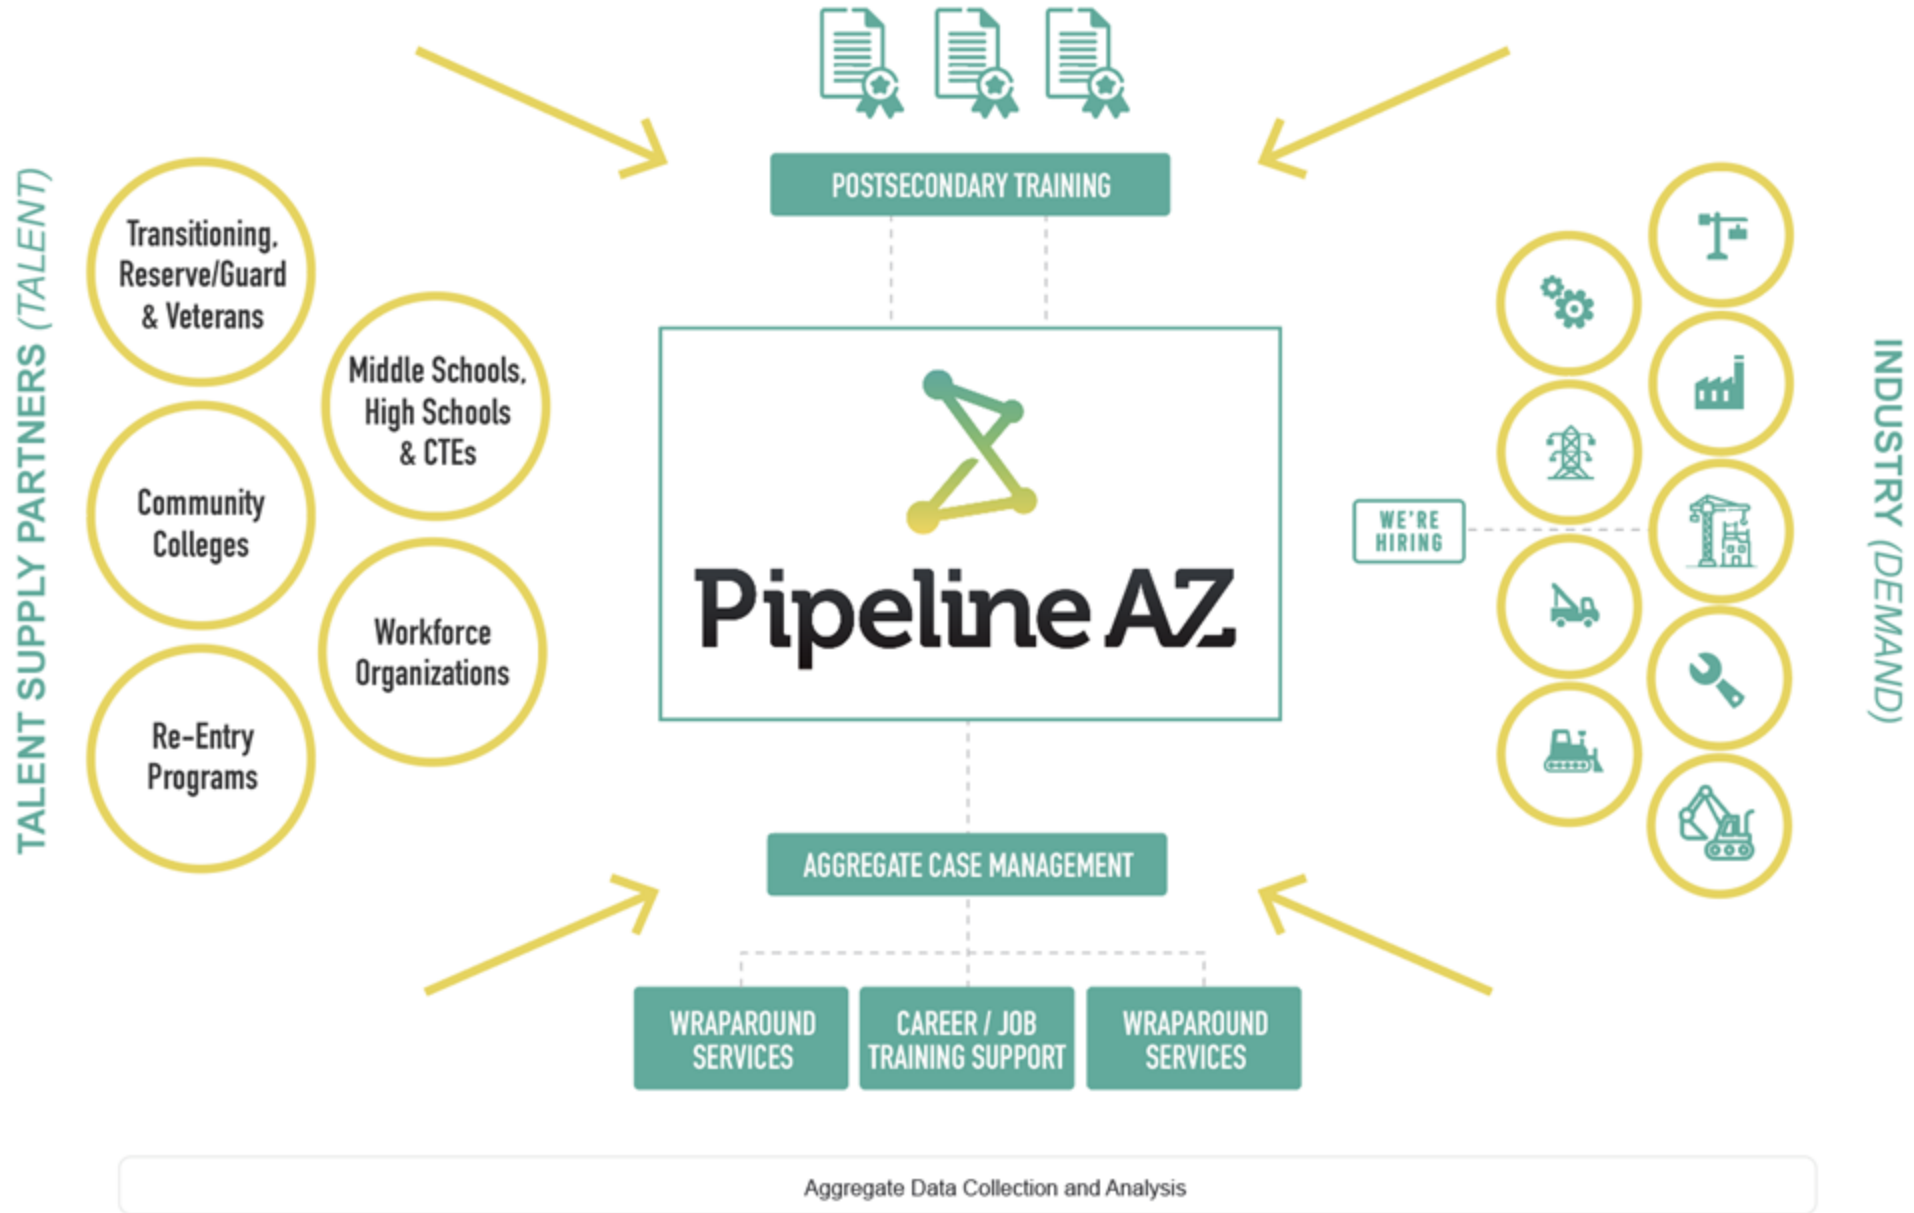 POSTSECONDARY TRAINING
TALENT SUPPLY PARTNERS (TALENT)
Transitioning,
Reserve/Guard
& Veterans
Middle Schools,
High Schools
& CTEs
Community
Colleges
Workforce
Organizations
Re-Entry
Programs
Pipeline AZ
WE'RE
HIRING
INDUSTRY (DEMAND)
AGGREGATE CASE MANAGEMENT
WRAPAROUND
SERVICES
CAREER / JOB
TRAINING SUPPORT
WRAPAROUND
SERVICES
Aggregate Data Collection and Analysis